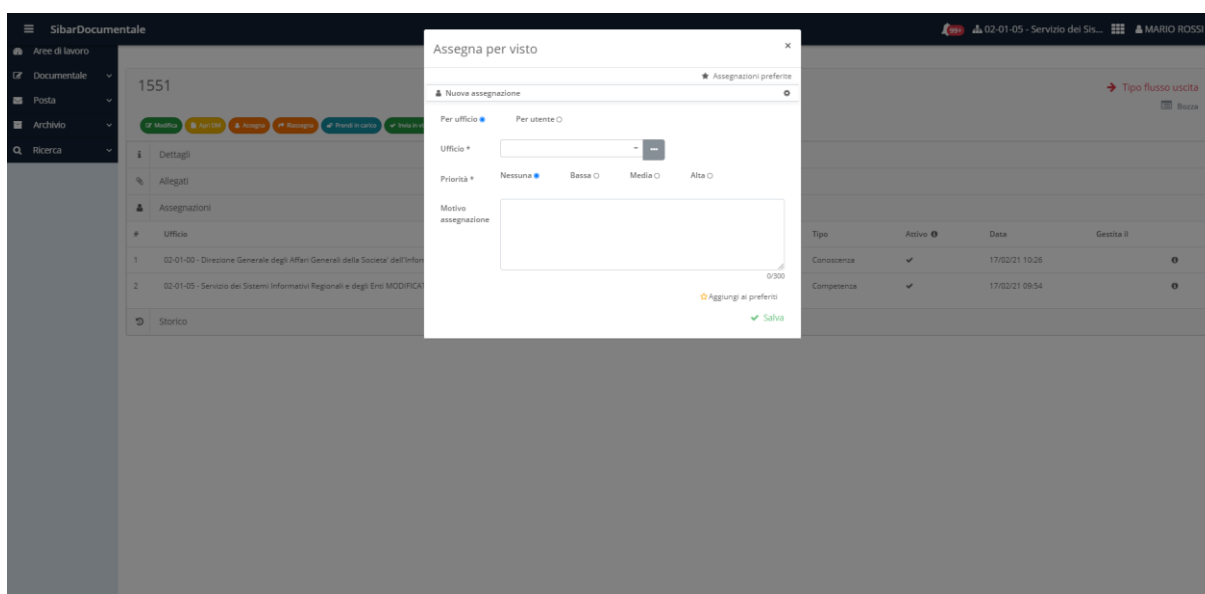 SibarDocumentale
99+ 02-01-05 - Servizio dei Sis... MARIO ROSSI
Aree di lavoro
Documentale
Posta
Archivio
Ricerca
1551
Tipo flusso uscita
Bozza
Modifica Apri DM Assegna Riassegna Prendi in carico Invia in
i Dettagli
Allegati
Assegnazioni
# Ufficio Tipo Attivo Data Gestita il
1 02-01-00 - Direzione Generale degli Affari Generali della Societa' dell'Infor Conoscenza 17/02/21 10:26
2 02-01-05 - Servizio dei Sistemi Informativi Regionali e degli Enti MODIFICA Competenza 17/02/21 09:54
Storico
Assegna per visto ×
Assegnazioni preferite
Nuova assegnazione
Per ufficio Per utente
Ufficio *
Priorità * Nessuna Bassa Media Alta
Motivo
assegnazione
0/300
Aggiungi ai preferiti
Salva